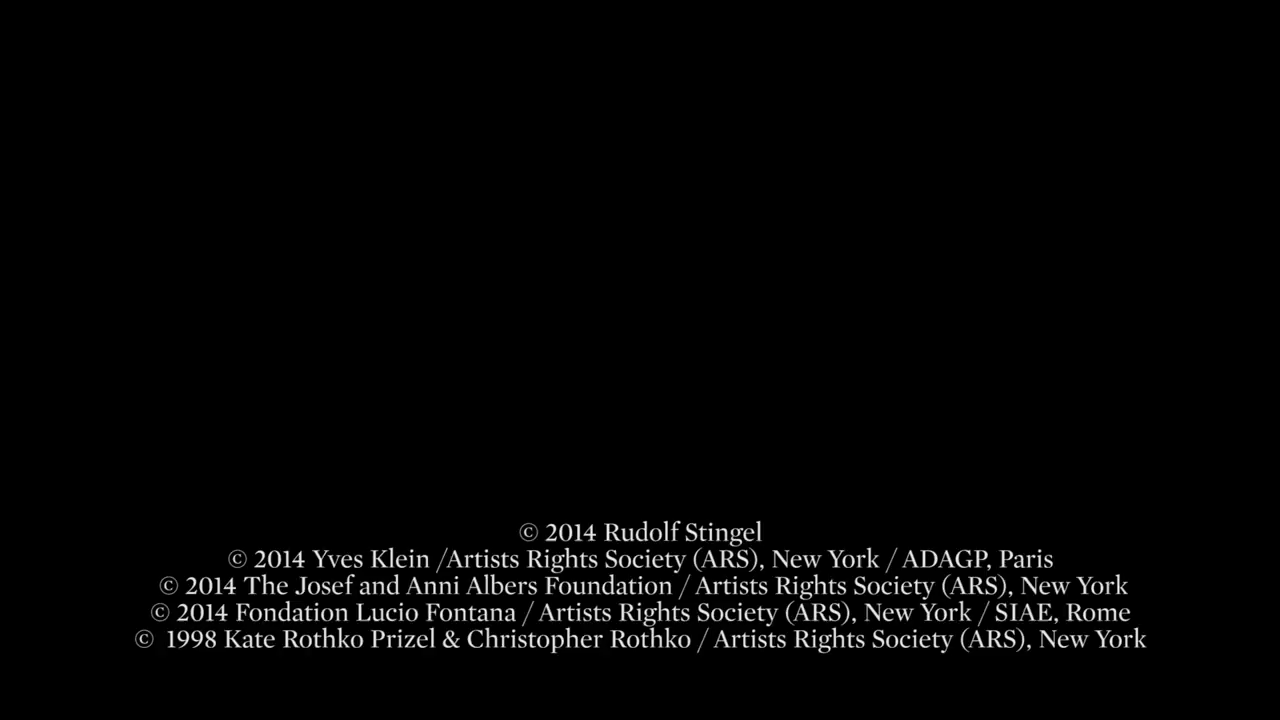 © 2014 Rudolf Stingel
© 2014 Yves Klein /Artists Rights Society (ARS), New York / ADAGP, Paris
© 2014 The Josef and Anni Albers Foundation / Artists Rights Society (ARS), New York
© 2014 Fondation Lucio Fontana / Artists Rights Society (ARS), New York / SIAE, Rome
© 1998 Kate Rothko Prizel & Christopher Rothko / Artists Rights Society (ARS), New York